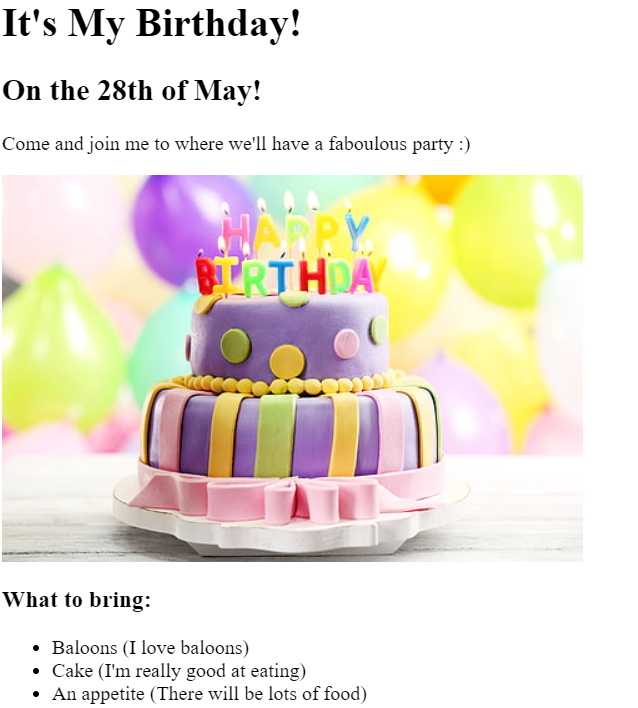 It's My Birthday!
On the 28th of May!
Come and join me to where we'll have a faboulous party :)
HAPPY
BIRTHDAY
What to bring:
Baloons (I love baloons)
Cake (I'm really good at eating)
An appetite (There will be lots of food)